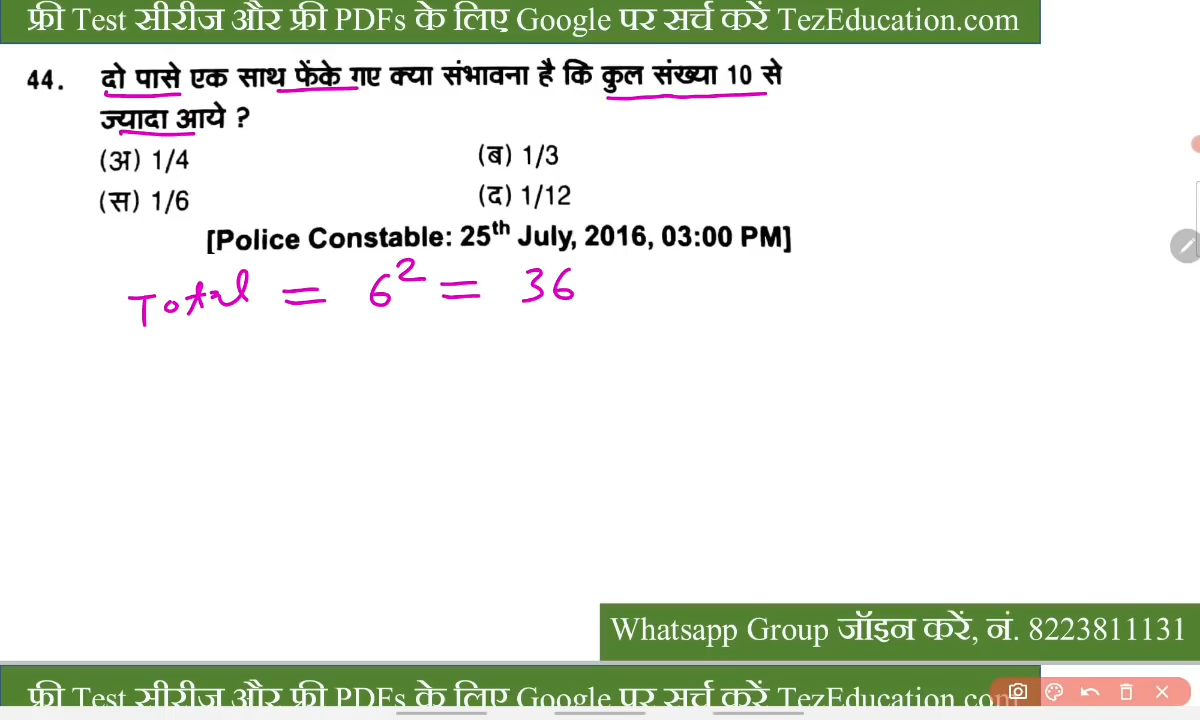 फ्री Test सीरीज और फ्री PDFs के लिए Google पर सर्च करें TezEducation.com
44. दो पासे एक साथ फेंके गए क्या संभावना है कि कुल संख्या 10 से
ज्यादा आये ?
(अ) 1/4 (ब) 1/3
(स) 1/6 (द) 1/12
[Police Constable: 25th July, 2016, 03:00 PM]
Total = 6² = 36
Whatsapp Group जॉइन करें, नं. 8223811131
फ्री Test सीरीज और फ्री PDFs के लिए Google पर सर्च करें TezEducation.com